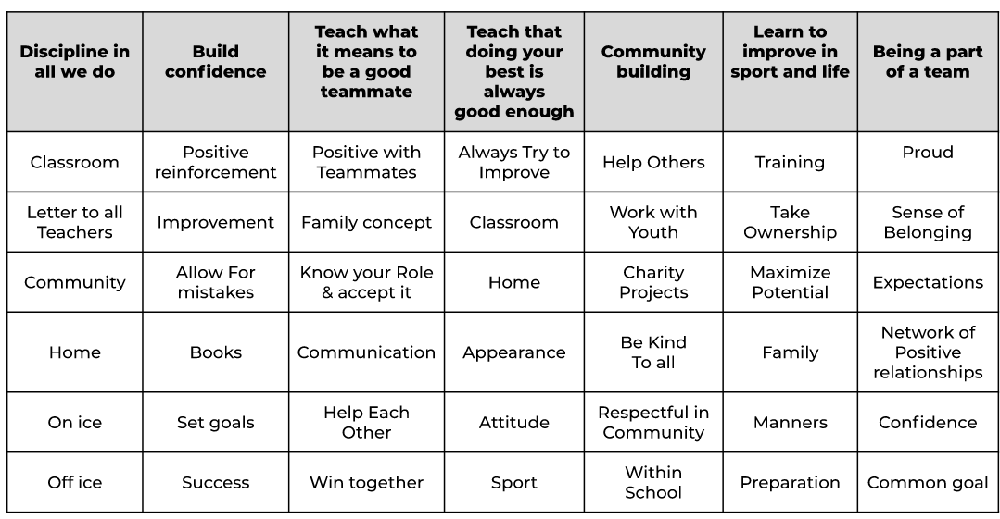 Discipline in
all we do
Build
confidence
Teach what
it means to
be a good
teammate
Teach that
doing your
best is
always
good enough
Community
building
Learn to
improve in
sport and life
Being a part
of a team
Classroom
Positive
reinforcement
Positive with
Teammates
Always Try to
Improve
Help Others
Training
Proud
Letter to all
Teachers
Improvement
Family concept
Classroom
Work with
Youth
Take
Ownership
Sense of
Belonging
Community
Allow For
mistakes
Know your Role
& accept it
Home
Charity
Projects
Maximize
Potential
Expectations
Home
Books
Communication
Appearance
Be Kind
To all
Family
Network of
Positive
relationships
On ice
Set goals
Help Each
Other
Attitude
Respectful in
Community
Manners
Confidence
Off ice
Success
Win together
Sport
Within
School
Preparation
Common goal